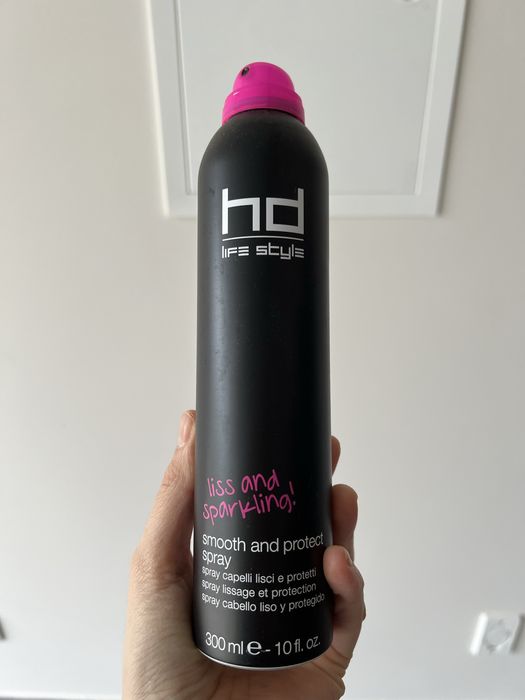 hd
life style
liss and
sparkling!
smooth and protect
spray
spray capelli lisci e protetti
spray lissage et protection
spray cabello liso y protegido
300 ml e - 10 fl. oz.